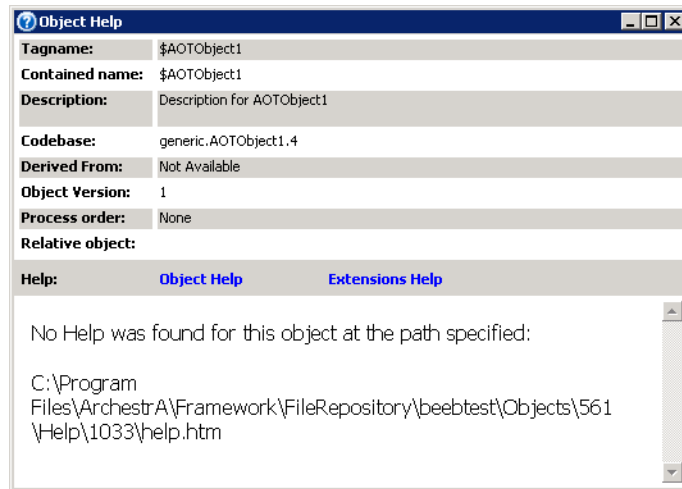 Object Help
Tagname: $AOTObject1
Contained name: $AOTObject1
Description: Description for AOTObject1
Codebase: generic.AOTObject1.4
Derived From: Not Available
Object Version: 1
Process order: None
Relative object:
Help: Object Help Extensions Help
No Help was found for this object at the path specified:
C:\Program
Files\ArchestrA\Framework\FileRepository\beebtest\Objects\561
\Help\1033\help.htm